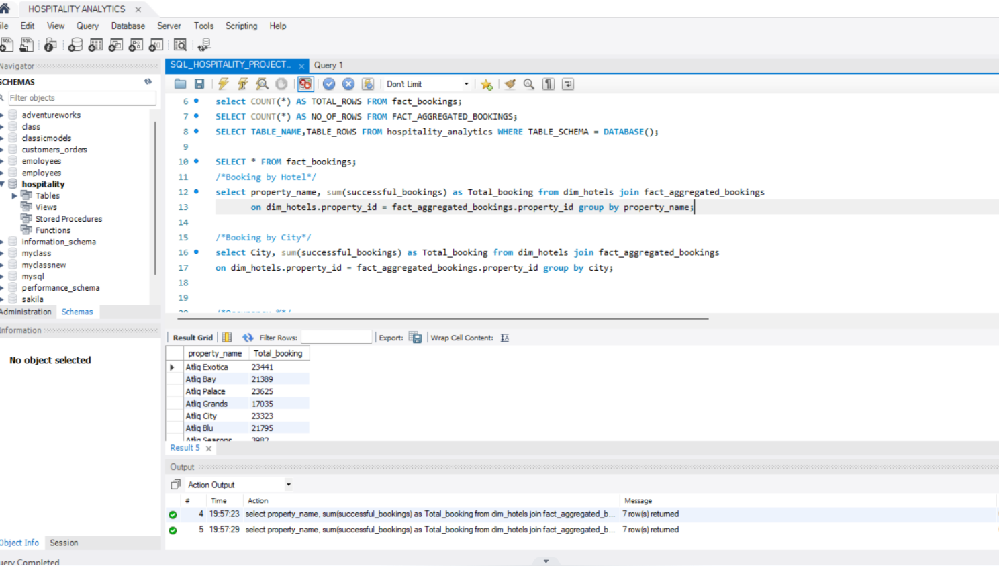 HOSPITALITY ANALYTICS
ile Edit View Query Database Server Tools Scripting Help
Navigator
SCHEMAS
Filter objects
adventureworks
class
classicmodels
customers_orders
emoloyees
employees
hospitality
Tables
Views
Stored Procedures
Functions
information_schema
myclass
myclassnew
mysql
performance_schema
sakila
Administration Schemas
Information
No object selected
Object Info Session
uery Completed
SQL_HOSPITALITY_PROJECT... Query 1
Don't Limit
6 select COUNT(*) AS TOTAL_ROWS FROM fact_bookings;
7 SELECT COUNT(*) AS NO_OF_ROWS FROM FACT_AGGREGATED_BOOKINGS;
8 SELECT TABLE_NAME,TABLE_ROWS FROM hospitality_analytics WHERE TABLE_SCHEMA = DATABASE();
9
10 SELECT * FROM fact_bookings;
11 /*Booking by Hotel*/
12 select property_name, sum(successful_bookings) as Total_booking from dim_hotels join fact_aggregated_bookings
13 on dim_hotels.property_id = fact_aggregated_bookings.property_id group by property_name;
14
15 /*Booking by City*/
16 select City, sum(successful_bookings) as Total_booking from dim_hotels join fact_aggregated_bookings
17 on dim_hotels.property_id = fact_aggregated_bookings.property_id group by city;
18
19
20 /*Occupancy %*/
Result Grid Filter Rows: Export: Wrap Cell Content:
property_name Total_booking
Atliq Exotica 23441
Atliq Bay 21389
Atliq Palace 23625
Atliq Grands 17035
Atliq City 23323
Atliq Blu 21795
Atliq Seasons 3982
Result 5
Output
Action Output
# Time Action Message
4 19:57:23 select property_name, sum(successful_bookings) as Total_booking from dim_hotels join fact_aggregated_b... 7 row(s) returned
5 19:57:29 select property_name, sum(successful_bookings) as Total_booking from dim_hotels join fact_aggregated_b... 7 row(s) returned